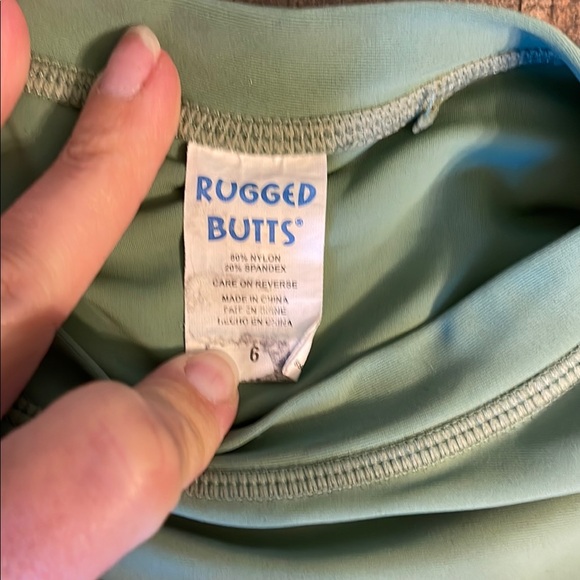 RUGGED
BUTTS®
80% NYLON
20% SPANDEX
CARE ON REVERSE
MADE IN CHINA
FAIT EN CHINE
HECHO EN CHINA
6